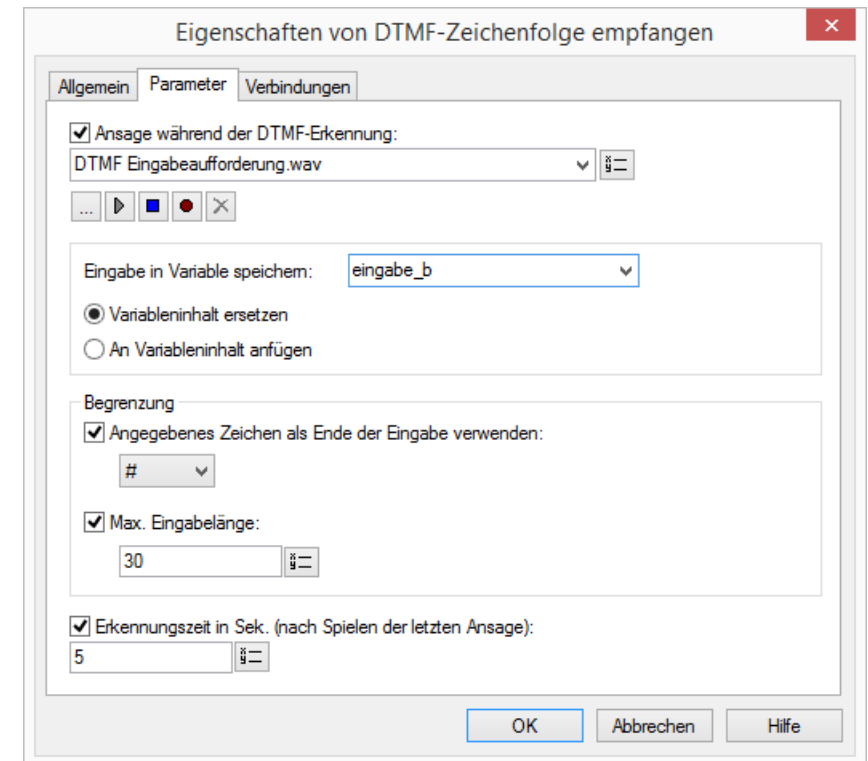 Eigenschaften von DTMF-Zeichenfolge empfangen
Allgemein Parameter Verbindungen
Ansage während der DTMF-Erkennung:
DTMF Eingabeaufforderung.wav
...
Eingabe in Variable speichern: eingabe_b
Variableninhalt ersetzen
An Variableninhalt anfügen
Begrenzung
Angegebenes Zeichen als Ende der Eingabe verwenden:
#
Max. Eingabelänge:
30
Erkennungszeit in Sek. (nach Spielen der letzten Ansage):
5
OK Abbrechen Hilfe